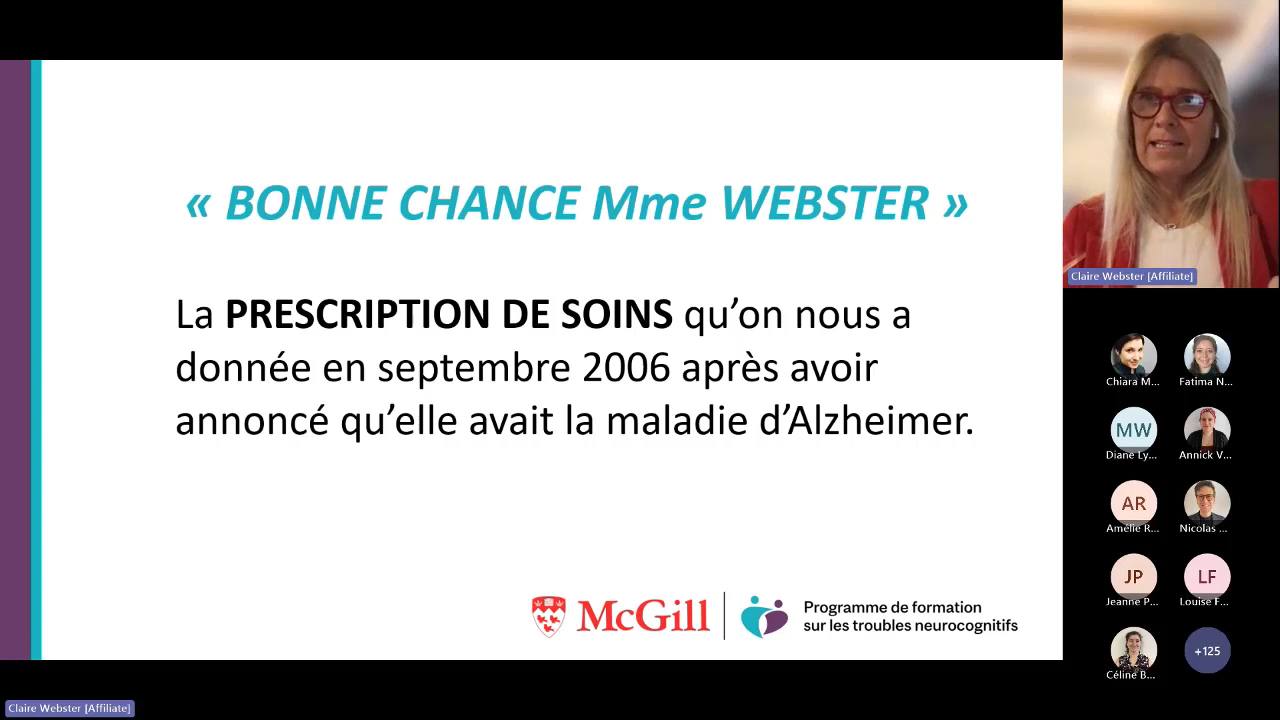 « BONNE CHANCE Mme WEBSTER »
La PRESCRIPTION DE SOINS qu’on nous a
donnée en septembre 2006 après avoir
annoncé qu’elle avait la maladie d’Alzheimer.
McGill
Programme de formation
sur les troubles neurocognitifs
Claire Webster [Affiliate]
Chiara M...
Fatima N...
MW
Diane Ly...
Annick V...
AR
Amélie R...
Nicolas ...
JP
Jeanne P...
LF
Louise F...
Céline B...
+125
Claire Webster [Affiliate]